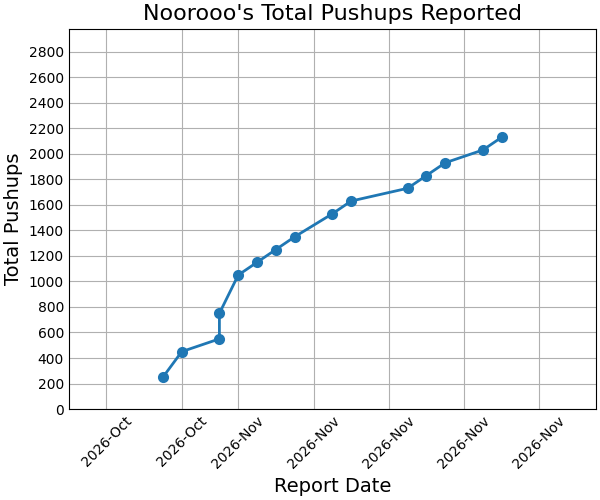 Noorooo's Total Pushups Reported
Total Pushups
2800
2600
2400
2200
2000
1800
1600
1400
1200
1000
800
600
400
200
0
2026-Oct
2026-Oct
2026-Nov
2026-Nov
2026-Nov
2026-Nov
2026-Nov
Report Date